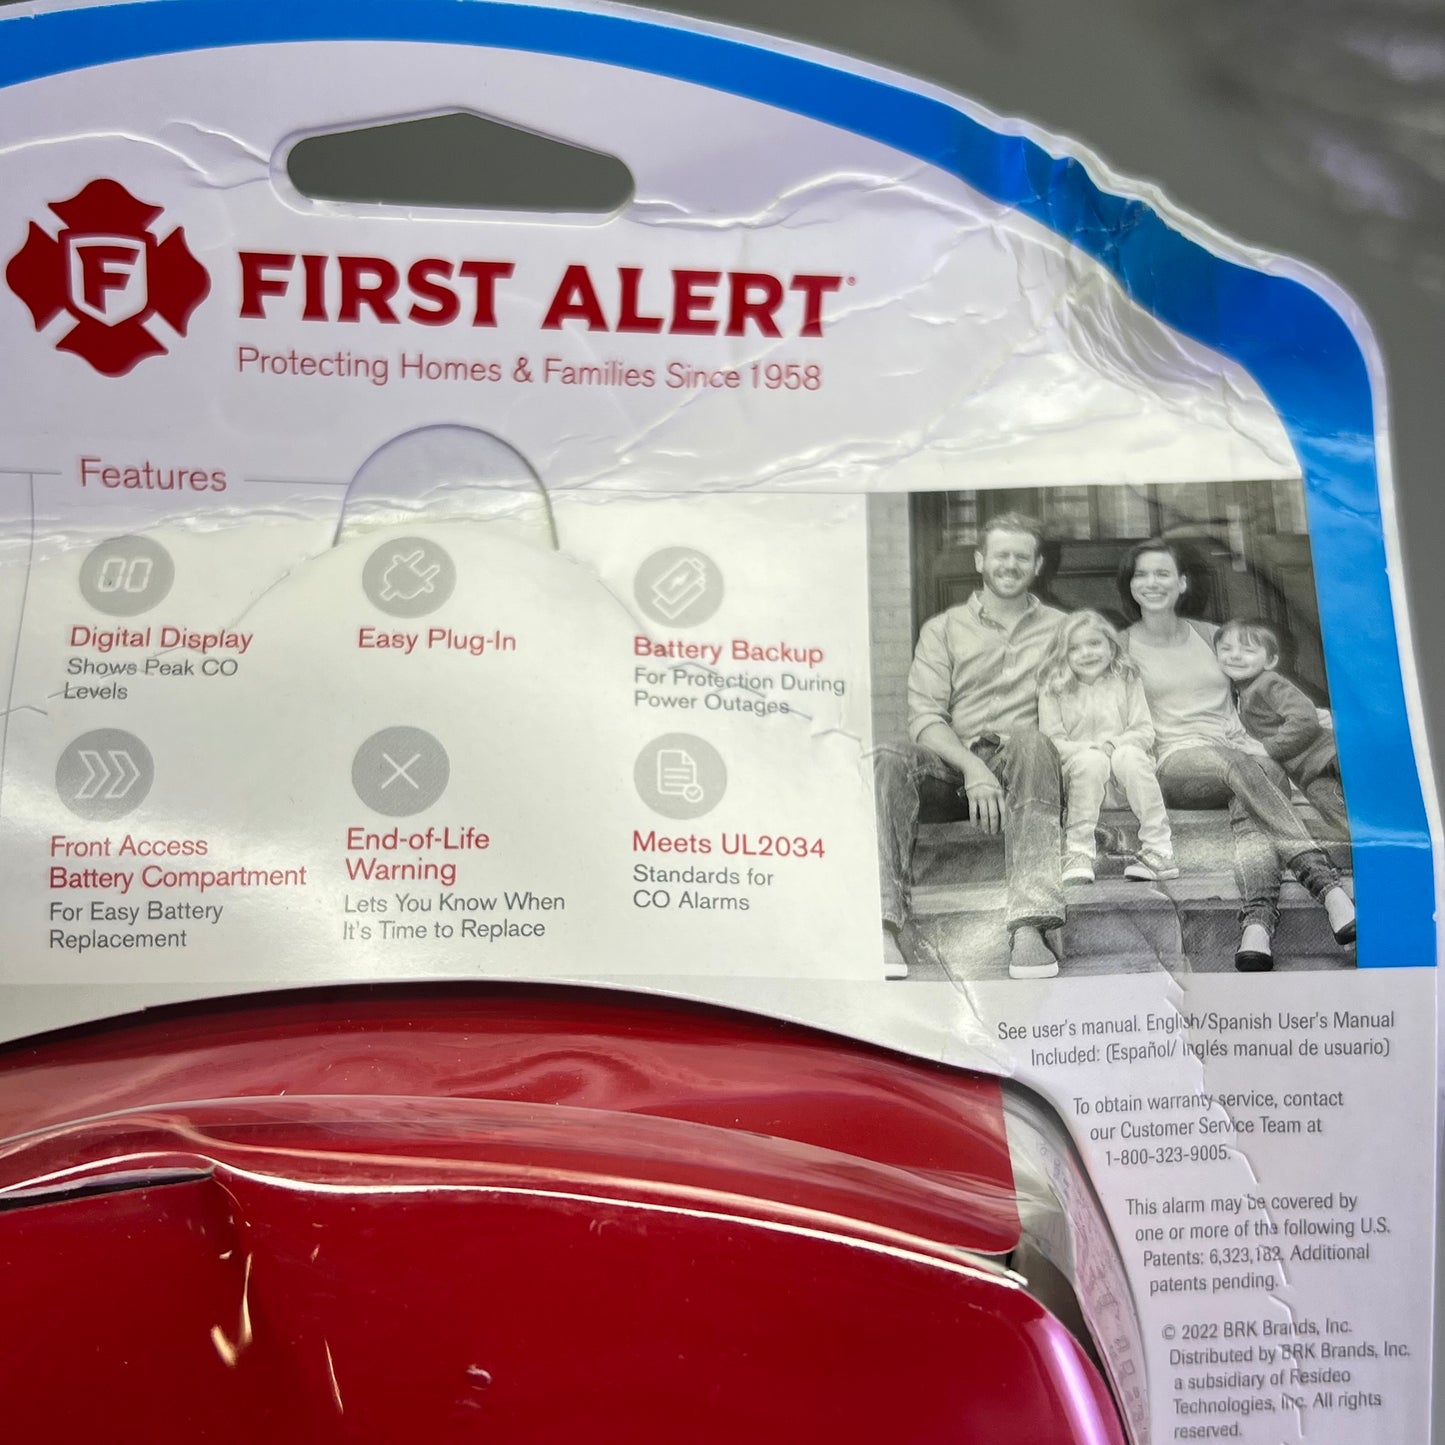 F
FIRST ALERT®
Protecting Homes & Families Since 1958
Features
00
Digital Display
Shows Peak CO
Levels
Easy Plug-In
Battery Backup
For Protection During
Power Outages
Front Access
Battery Compartment
For Easy Battery
Replacement
End-of-Life
Warning
Lets You Know When
It's Time to Replace
Meets UL2034
Standards for
CO Alarms
See user's manual. English/Spanish User's Manual
Included: (Español/ Inglés manual de usuario)
To obtain warranty service, contact
our Customer Service Team at
1-800-323-9005.
This alarm may be covered by
one or more of the following U.S.
Patents: 6,323,182, Additional
patents pending.
© 2022 BRK Brands, Inc.
Distributed by BRK Brands, Inc.
a subsidiary of Resideo
Technologies, Inc. All rights
reserved.